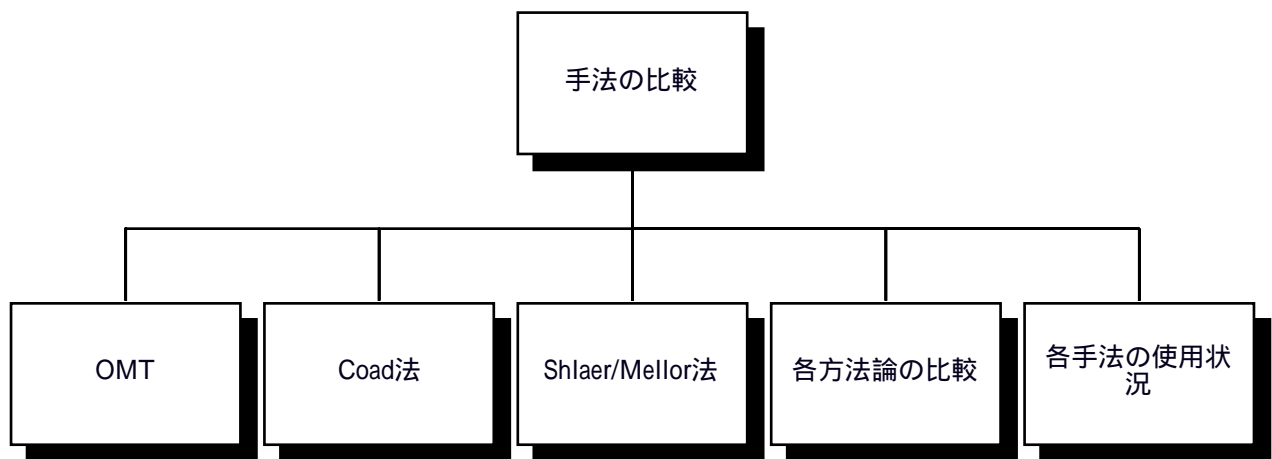 手法の比較
OMT
Coad法
Shlaer/Mellor法
各方法論の比較
各手法の使用状
況